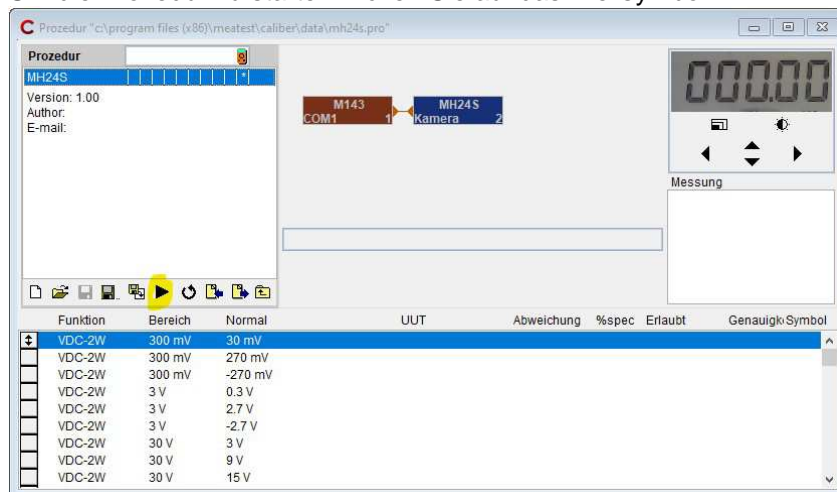 Prozedur "c:\program files (x86)\meatest\caliber\data\mh24s.pro"
Prozedur
MH24S
*
Version: 1.00
Author:
E-mail:
M143 MH24S
COM1 1 Kamera 2
000.00
Messung
Funktion Bereich Normal UUT Abweichung %spec Erlaubt Genauigk Symbol
VDC-2W 300 mV 30 mV
VDC-2W 300 mV 270 mV
VDC-2W 300 mV -270 mV
VDC-2W 3 V 0.3 V
VDC-2W 3 V 2.7 V
VDC-2W 3 V -2.7 V
VDC-2W 30 V 3 V
VDC-2W 30 V 9 V
VDC-2W 30 V 15 V